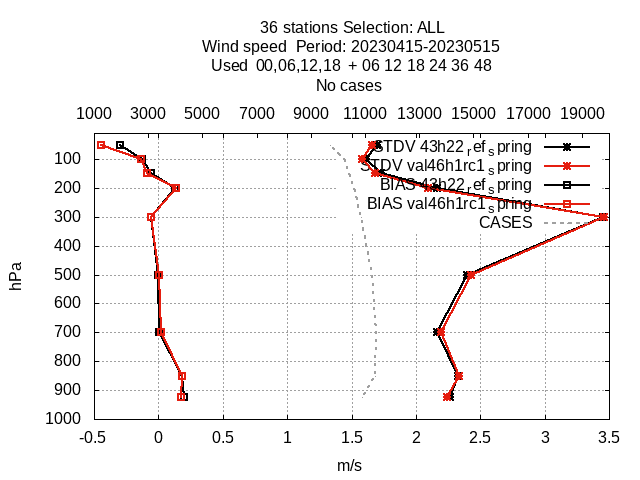 36 stations Selection: ALL
Wind speed Period: 20230415-20230515
Used 00,06,12,18 + 06 12 18 24 36 48
No cases
1000 3000 4000 5000 7000 9000 10000 11000 13000 14000 15000 17000 19000
STDV 43h22_ref_spring
STDV val46h1rc1_spring
BIAS 43h22_ref_spring
BIAS val46h1rc1_spring
CASES
100
200
300
400
500
600
700
800
900
1000
hPa
-0.5 0 0.5 1 1.5 2 2.5 3 3.5
m/s